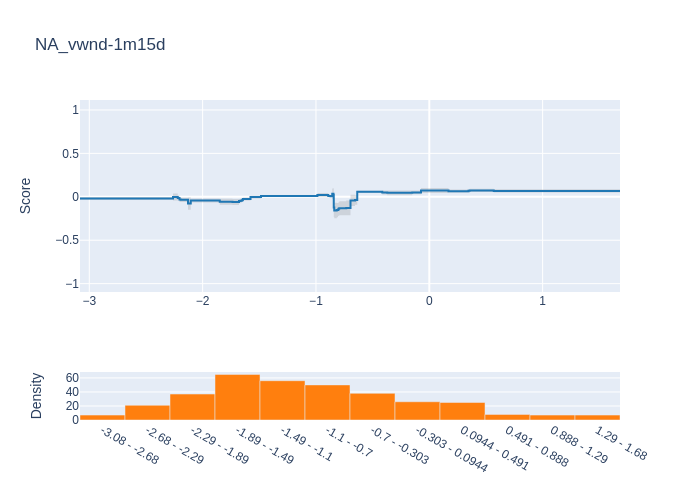 NA_vwnd-1m15d
Score
1
0.5
0
−0.5
−1
−3
−2
−1
0
1
Density
60
40
20
0
-3.08 - -2.68
-2.68 - -2.29
-2.29 - -1.89
-1.89 - -1.49
-1.49 - -1.1
-1.1 - -0.7
-0.7 - -0.303
-0.303 - 0.0944
0.0944 - 0.491
0.491 - 0.888
0.888 - 1.29
1.29 - 1.68